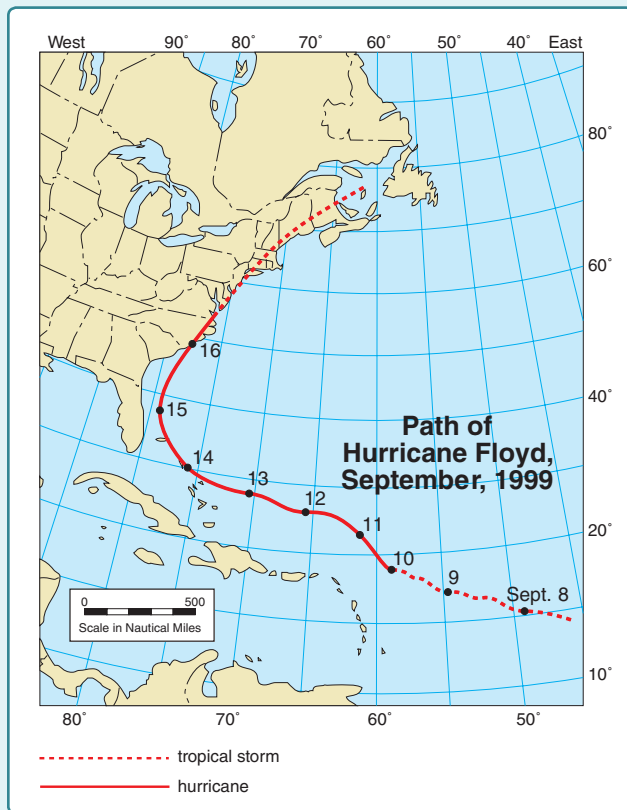 West 90˚ 80˚ 70˚ 60˚ 50˚ 40˚ East
80˚
60˚
16
40˚
15
Path of
Hurricane Floyd,
September, 1999
14
13
12
11
20˚
10
9
Sept. 8
0 500
Scale in Nautical Miles
10˚
80˚ 70˚ 60˚ 50˚
tropical storm
hurricane